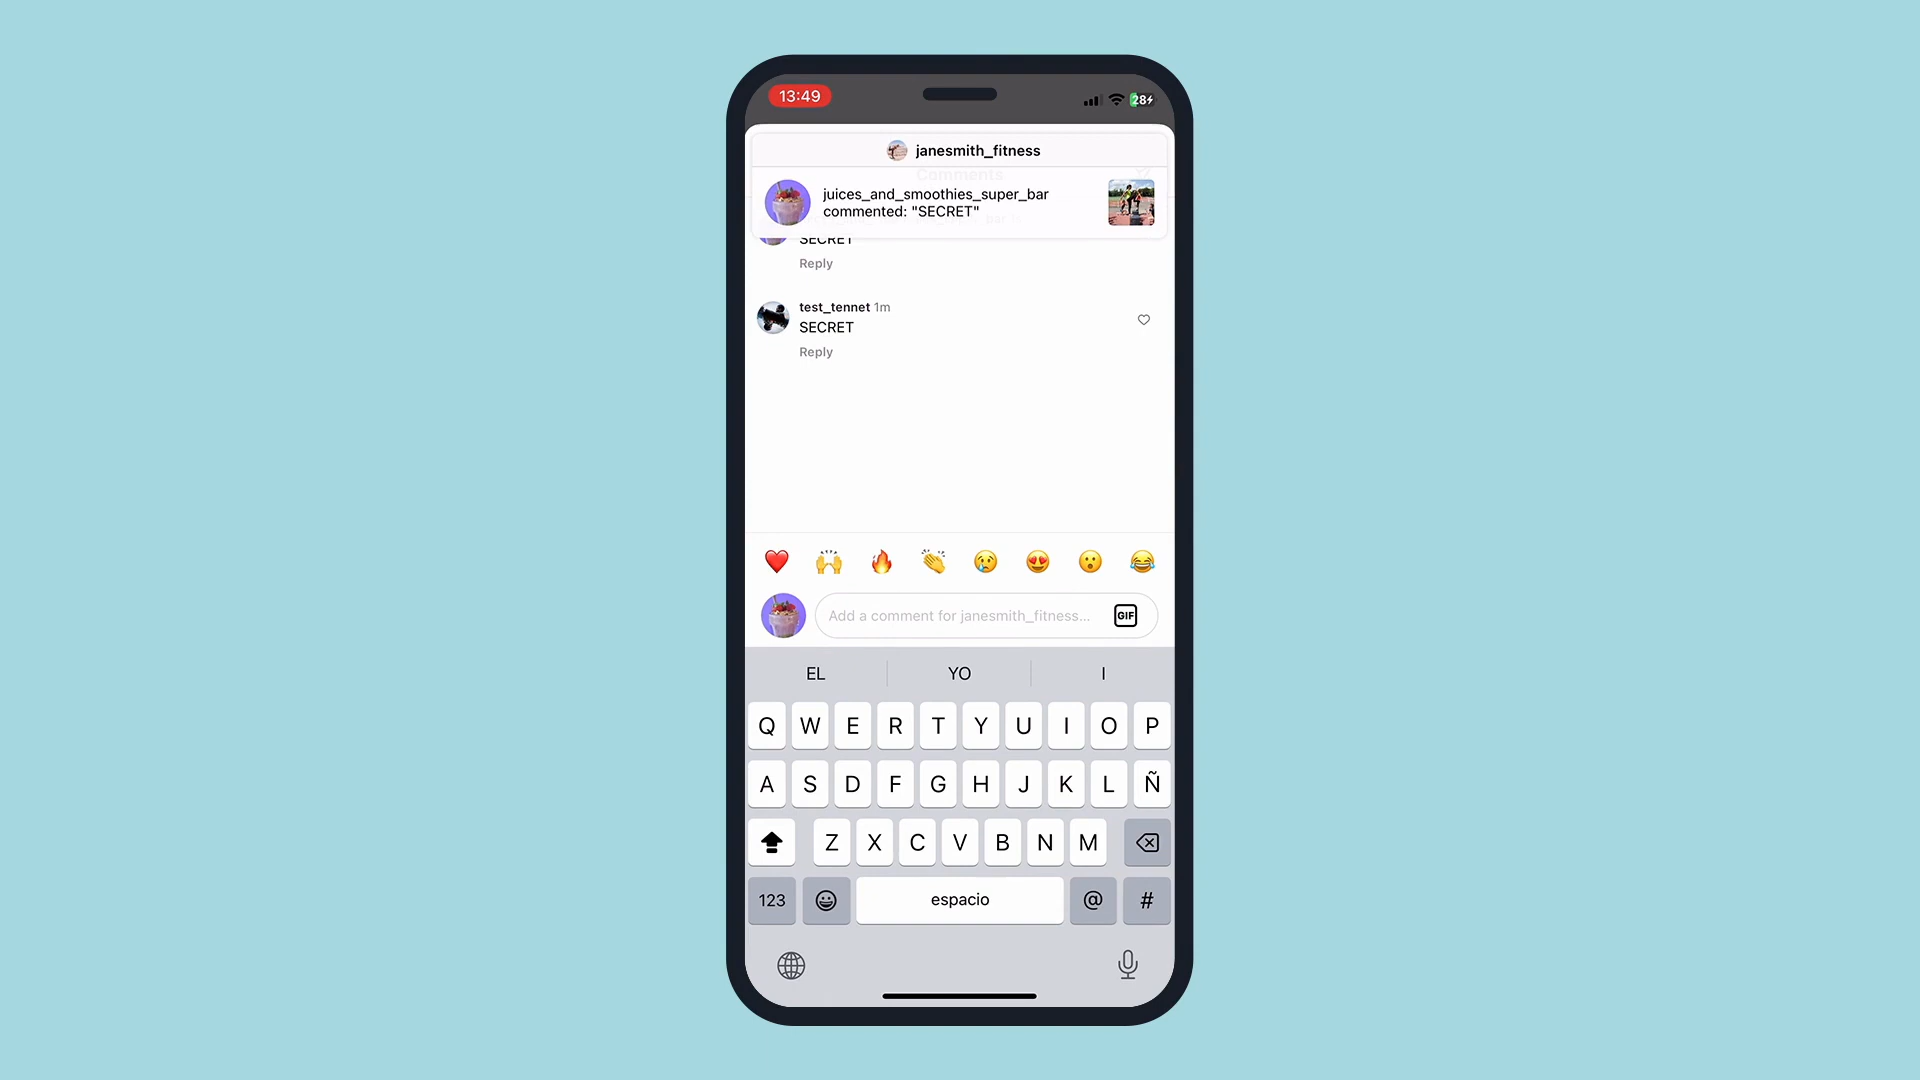 13:49
28
janesmith_fitness
Comments
juices_and_smoothies_super_bar
commented: "SECRET"
SECRET
Reply
test_tennet 1m
SECRET
Reply
Add a comment for janesmith_fitness...
GIF
EL YO I
Q W E R T Y U I O P
A S D F G H J K L Ñ
Z X C V B N M
123 espacio @ #